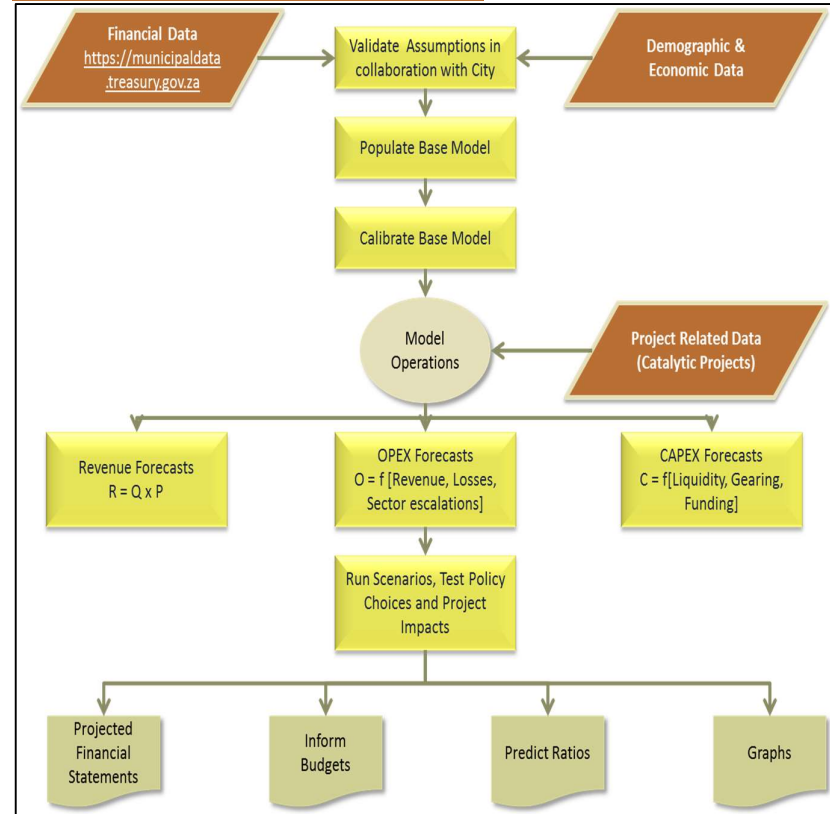 Financial Data
https://municipaldata
.treasury.gov.za
Validate Assumptions in
collaboration with City
Demographic &
Economic Data
Populate Base Model
Calibrate Base Model
Model
Operations
Project Related Data
(Catalytic Projects)
Revenue Forecasts
R = Q x P
OPEX Forecasts
O = f [Revenue, Losses,
Sector escalations]
CAPEX Forecasts
C = f[Liquidity, Gearing,
Funding]
Run Scenarios, Test Policy
Choices and Project
Impacts
Projected
Financial
Statements
Inform
Budgets
Predict Ratios
Graphs